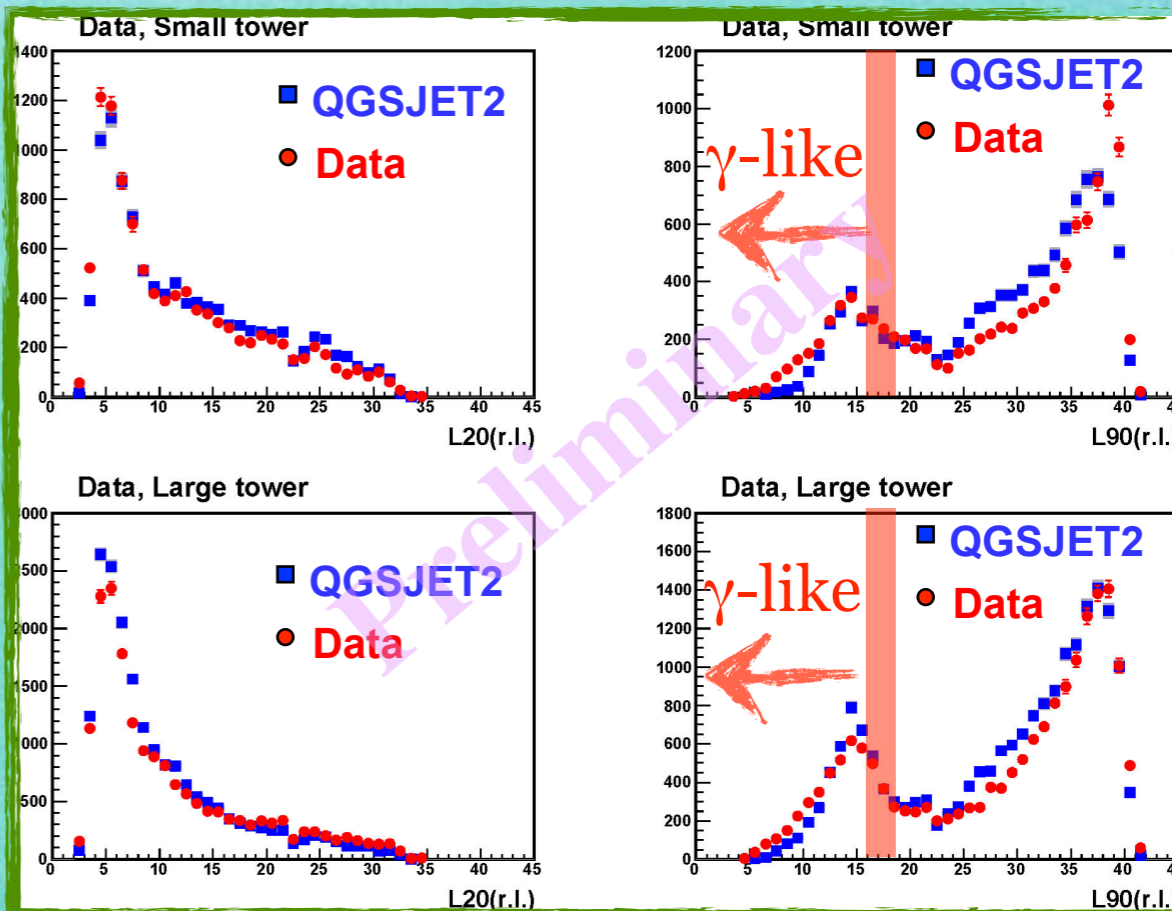 Data, Small tower
1400
1200
1000
800
600
400
200
0
QGSJET2
Data
0 5 10 15 20 25 30 35 40 45
L20(r.l.)
Data, Small tower
1200
1000
800
600
400
200
0
QGSJET2
Data
γ-like
0 5 10 15 20 25 30 35 40
L90(r.l.)
Preliminary
Data, Large tower
500
0
QGSJET2
Data
0 5 10 15 20 25 30 35 40 45
L20(r.l.)
Data, Large tower
1800
1600
1400
1200
1000
800
600
400
200
0
QGSJET2
Data
γ-like
0 5 10 15 20 25 30 35 40
L90(r.l.)